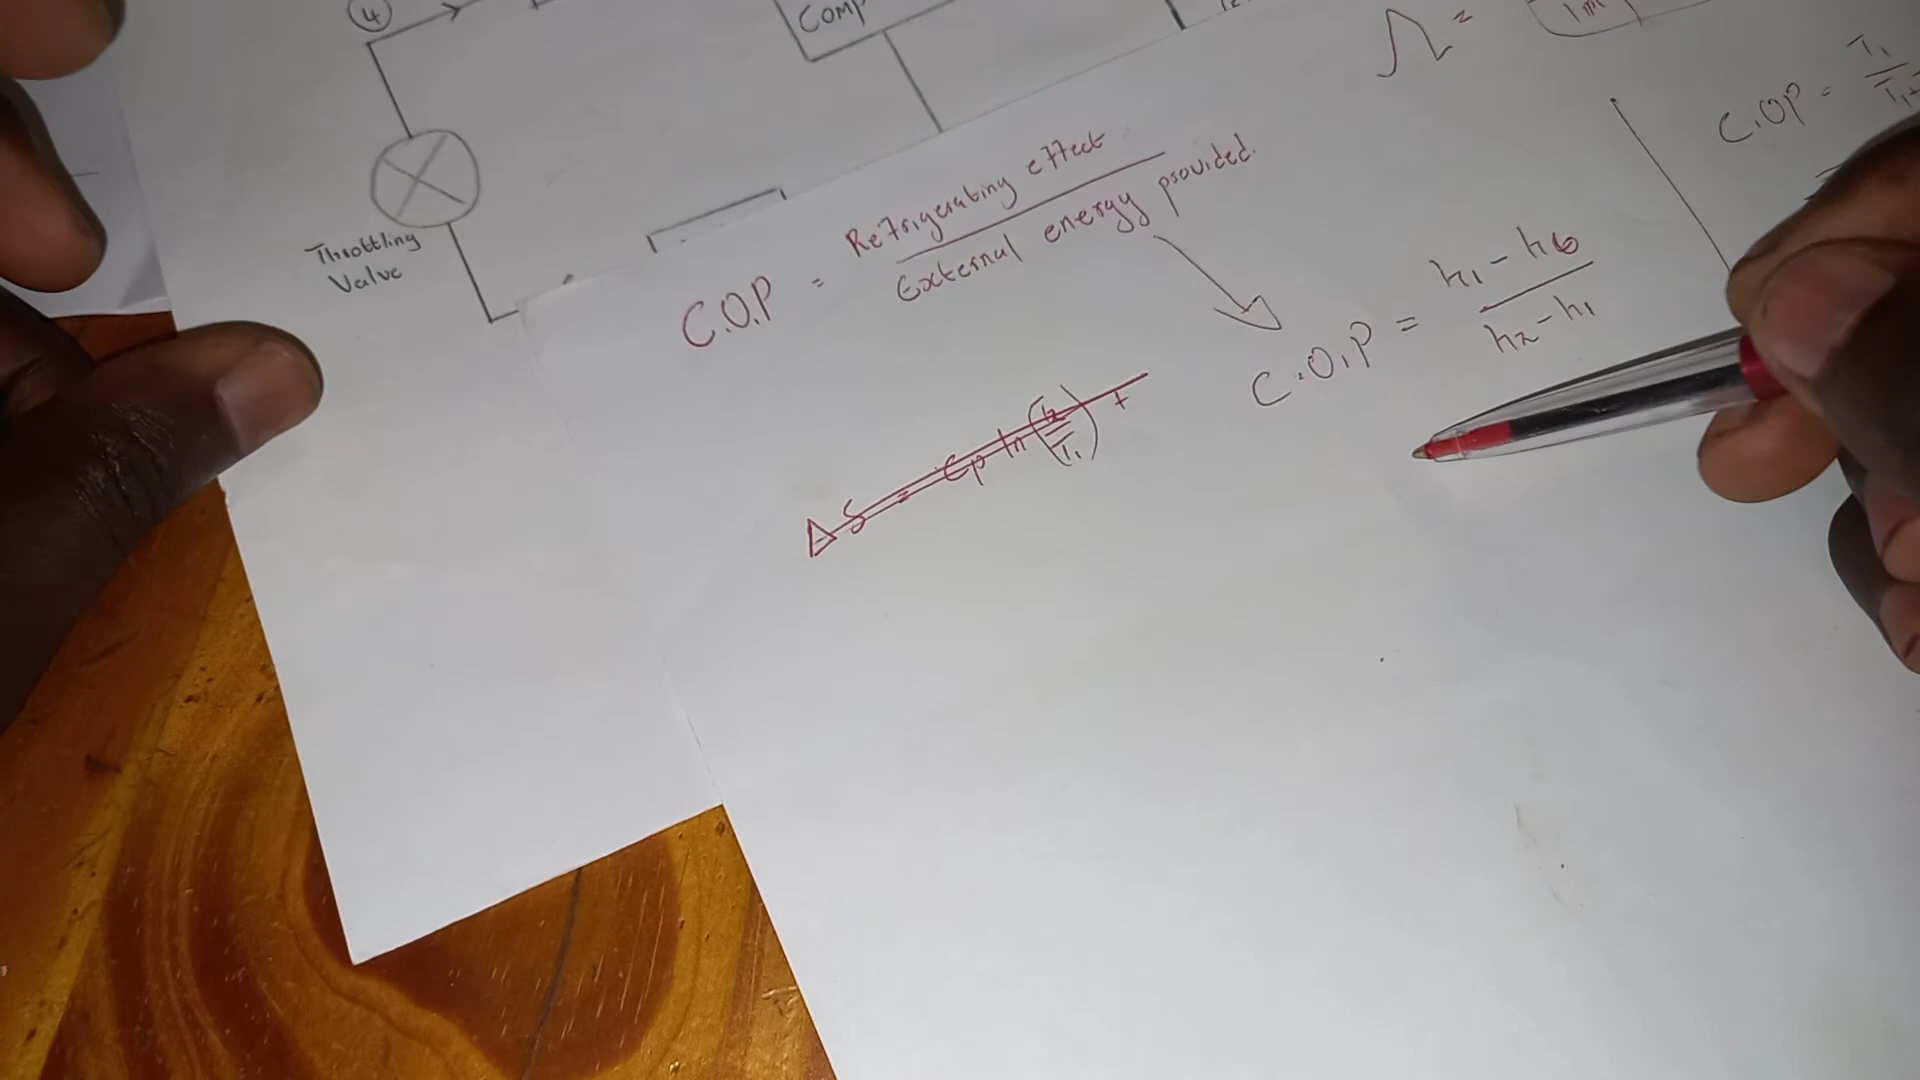 4
Comp
Throttling
Valve
C.O.P = Refrigerating effect
External energy provided.
C.O.P = h1 - h6
h2 - h1
ΔS = Cp ln (T2
T1) +
C.O.P = T1